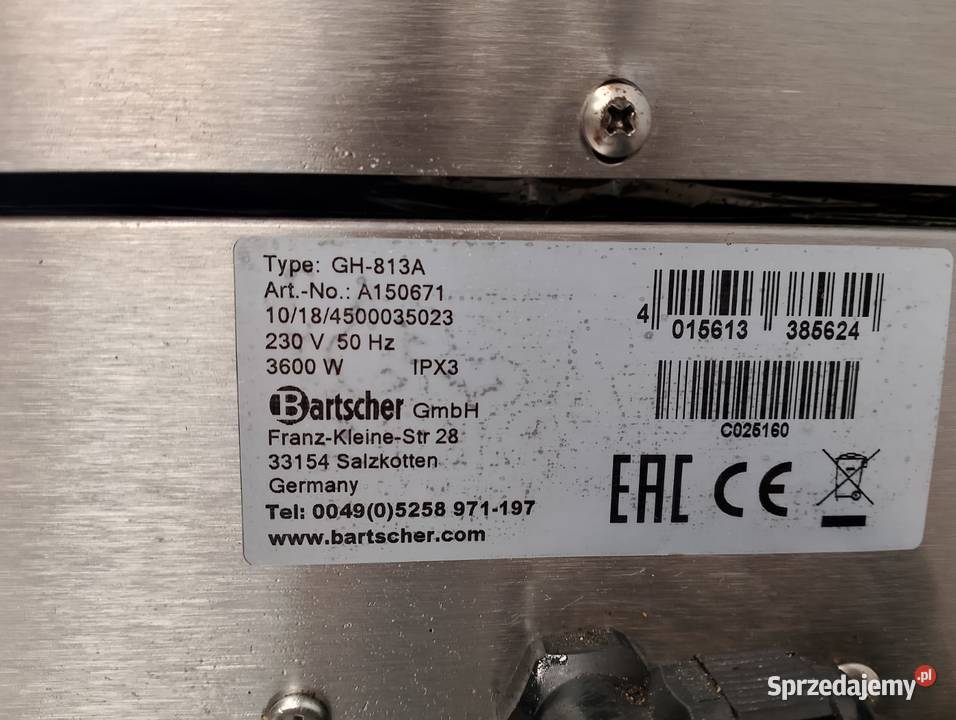 Type: GH-813A
Art.-No.: A150671
10/18/4500035023
230 V 50 Hz
3600 W IPX3
Bartscher GmbH
Franz-Kleine-Str 28
33154 Salzkotten
Germany
Tel: 0049(0)5258 971-197
www.bartscher.com
4 015613 385624
C025160
EAC CE
Sprzedajemy.pl